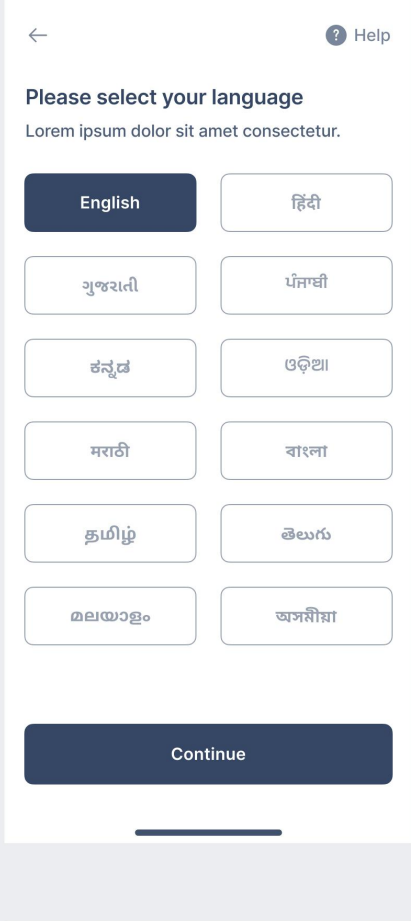 ? Help
Please select your language
Lorem ipsum dolor sit amet consectetur.
English
हिंदी
ગુજરાતી
ਪੰਜਾਬੀ
ಕನ್ನಡ
ଓଡ଼ିଆ
मराठी
বাংলা
தமிழ்
తెలుగు
മലയാളം
অসমীয়া
Continue